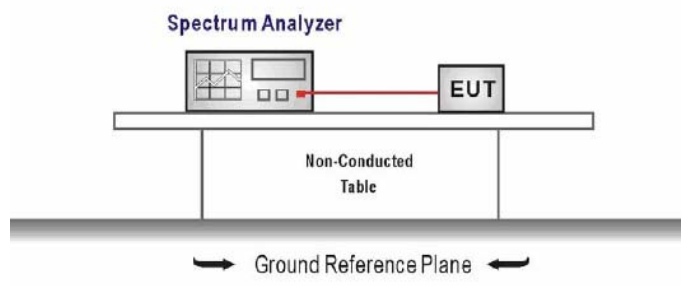 Spectrum Analyzer
EUT
Non-Conducted
Table
Ground Reference Plane